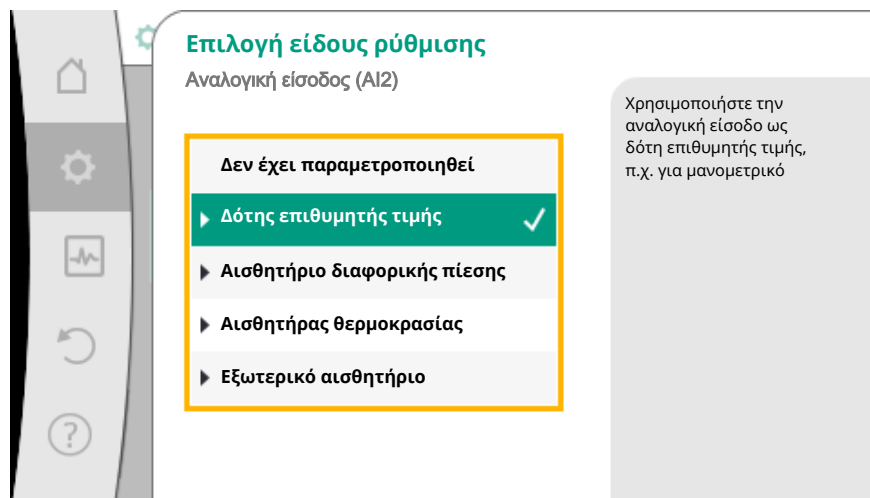 Επιλογή είδους ρύθμισης
Αναλογική είσοδος (AI2)
Δεν έχει παραμετροποιηθεί
Δότης επιθυμητής τιμής
Αισθητήριο διαφορικής πίεσης
Αισθητήρας θερμοκρασίας
Εξωτερικό αισθητήριο
Χρησιμοποιήστε την
αναλογική είσοδο ως
δότη επιθυμητής τιμής,
π.χ. για μανομετρικό
?